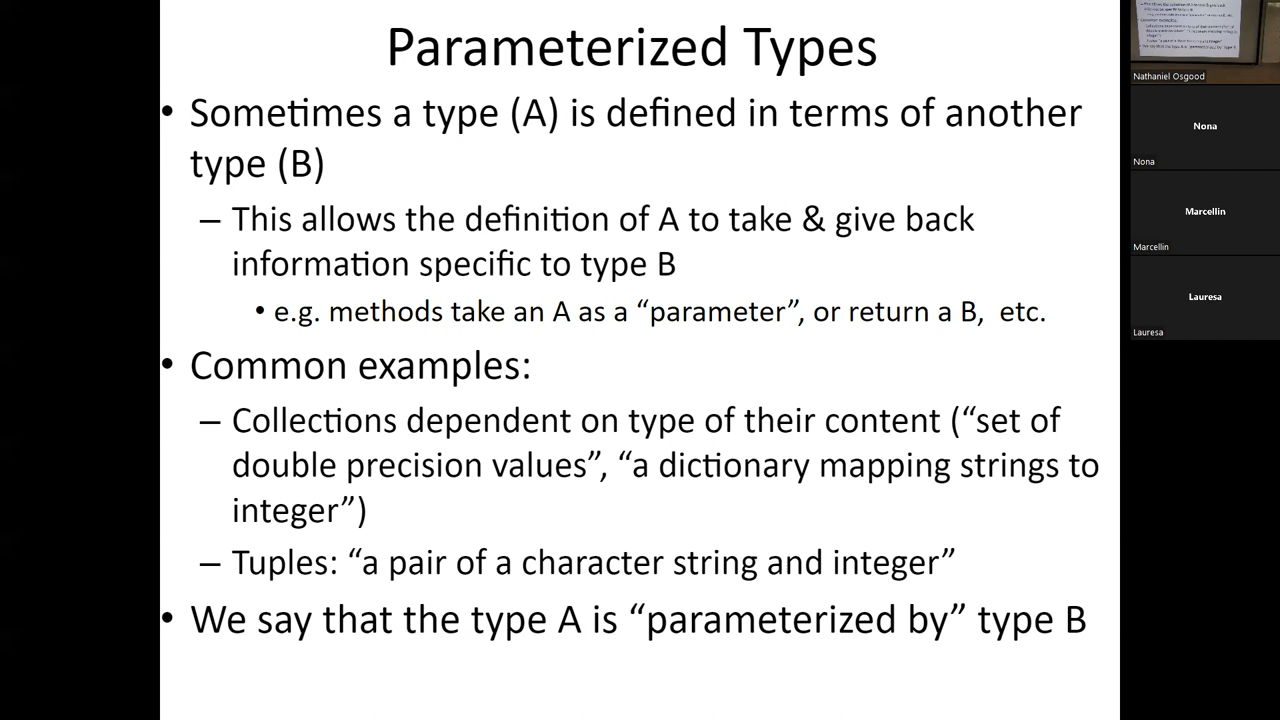 Parameterized Types
• Sometimes a type (A) is defined in terms of another
type (B)
– This allows the definition of A to take & give back
information specific to type B
• e.g. methods take an A as a “parameter”, or return a B,  etc.
• Common examples:
– Collections dependent on type of their content (“set of
double precision values”, “a dictionary mapping strings to
integer”)
– Tuples: “a pair of a character string and integer”
• We say that the type A is “parameterized by” type B
Nathaniel Osgood
Nona
Nona
Marcellin
Marcellin
Lauresa
Lauresa